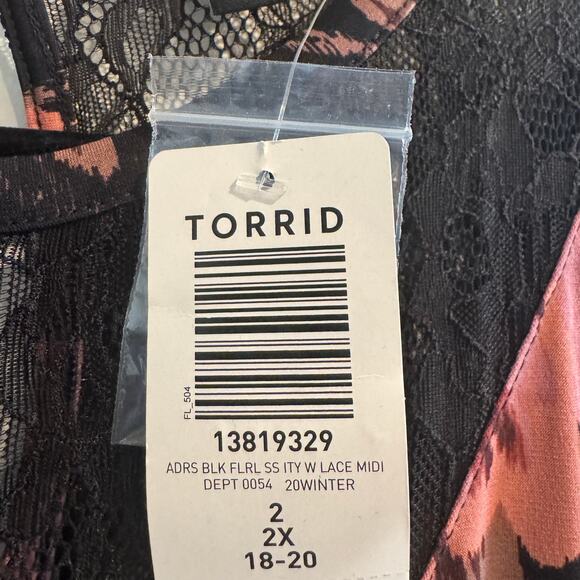 TORRID
FL_504
13819329
ADRS BLK FLRL SS ITY W LACE MIDI
DEPT 0054 20WINTER
2
2X
18-20